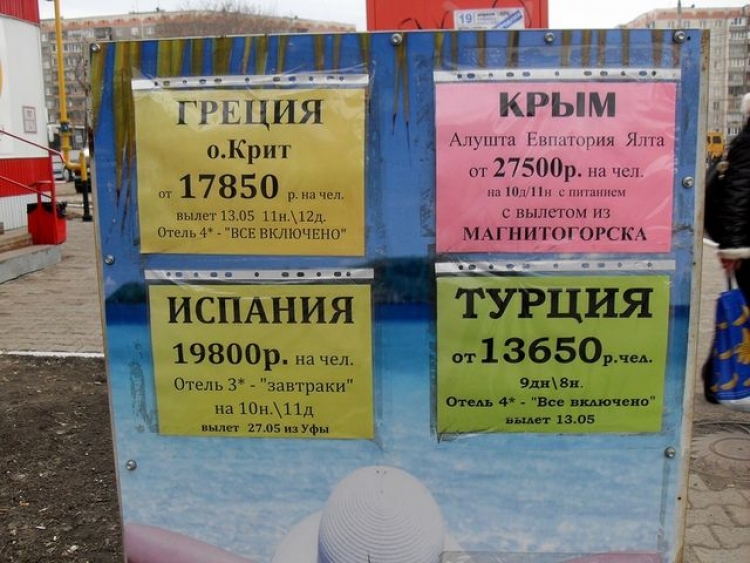 19
ГРЕЦИЯ
о.Крит
от 17850 р. на чел.
вылет 13.05 11н.\12д.
Отель 4* - "ВСЕ ВКЛЮЧЕНО"
КРЫМ
Алушта Евпатория Ялта
от 27500р. на чел.
на 10д/11н с питанием
с вылетом из
МАГНИТОГОРСКА
ИСПАНИЯ
19800р. на чел.
Отель 3* - "завтраки"
на 10н.\11д
вылет 27.05 из Уфы
ТУРЦИЯ
от 13650р.чел.
9дн\8н.
Отель 4* - "Все включено"
вылет 13.05